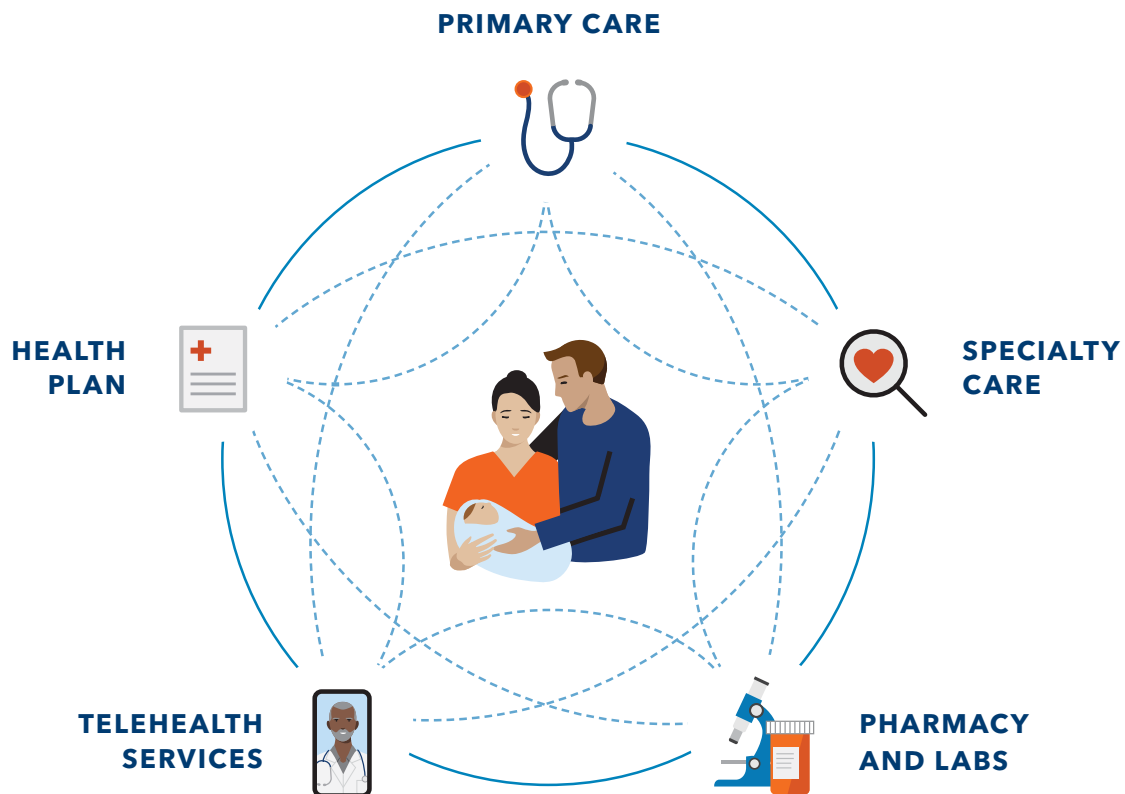 PRIMARY CARE
HEALTH
PLAN
SPECIALTY
CARE
TELEHEALTH
SERVICES
PHARMACY
AND LABS